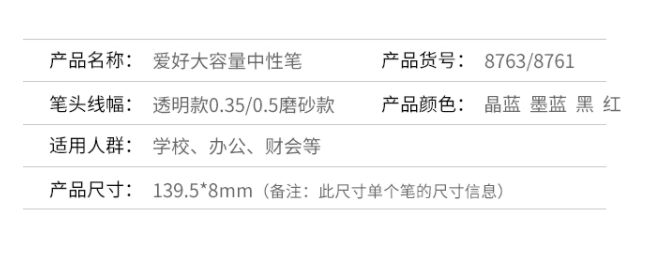 产品名称： 爱好大容量中性笔 产品货号： 8763/8761
笔头线幅： 透明款0.35/0.5磨砂款 产品颜色： 晶蓝 墨蓝 黑 红
适用人群： 学校、办公、财会等
产品尺寸： 139.5*8mm（备注：此尺寸单个笔的尺寸信息）